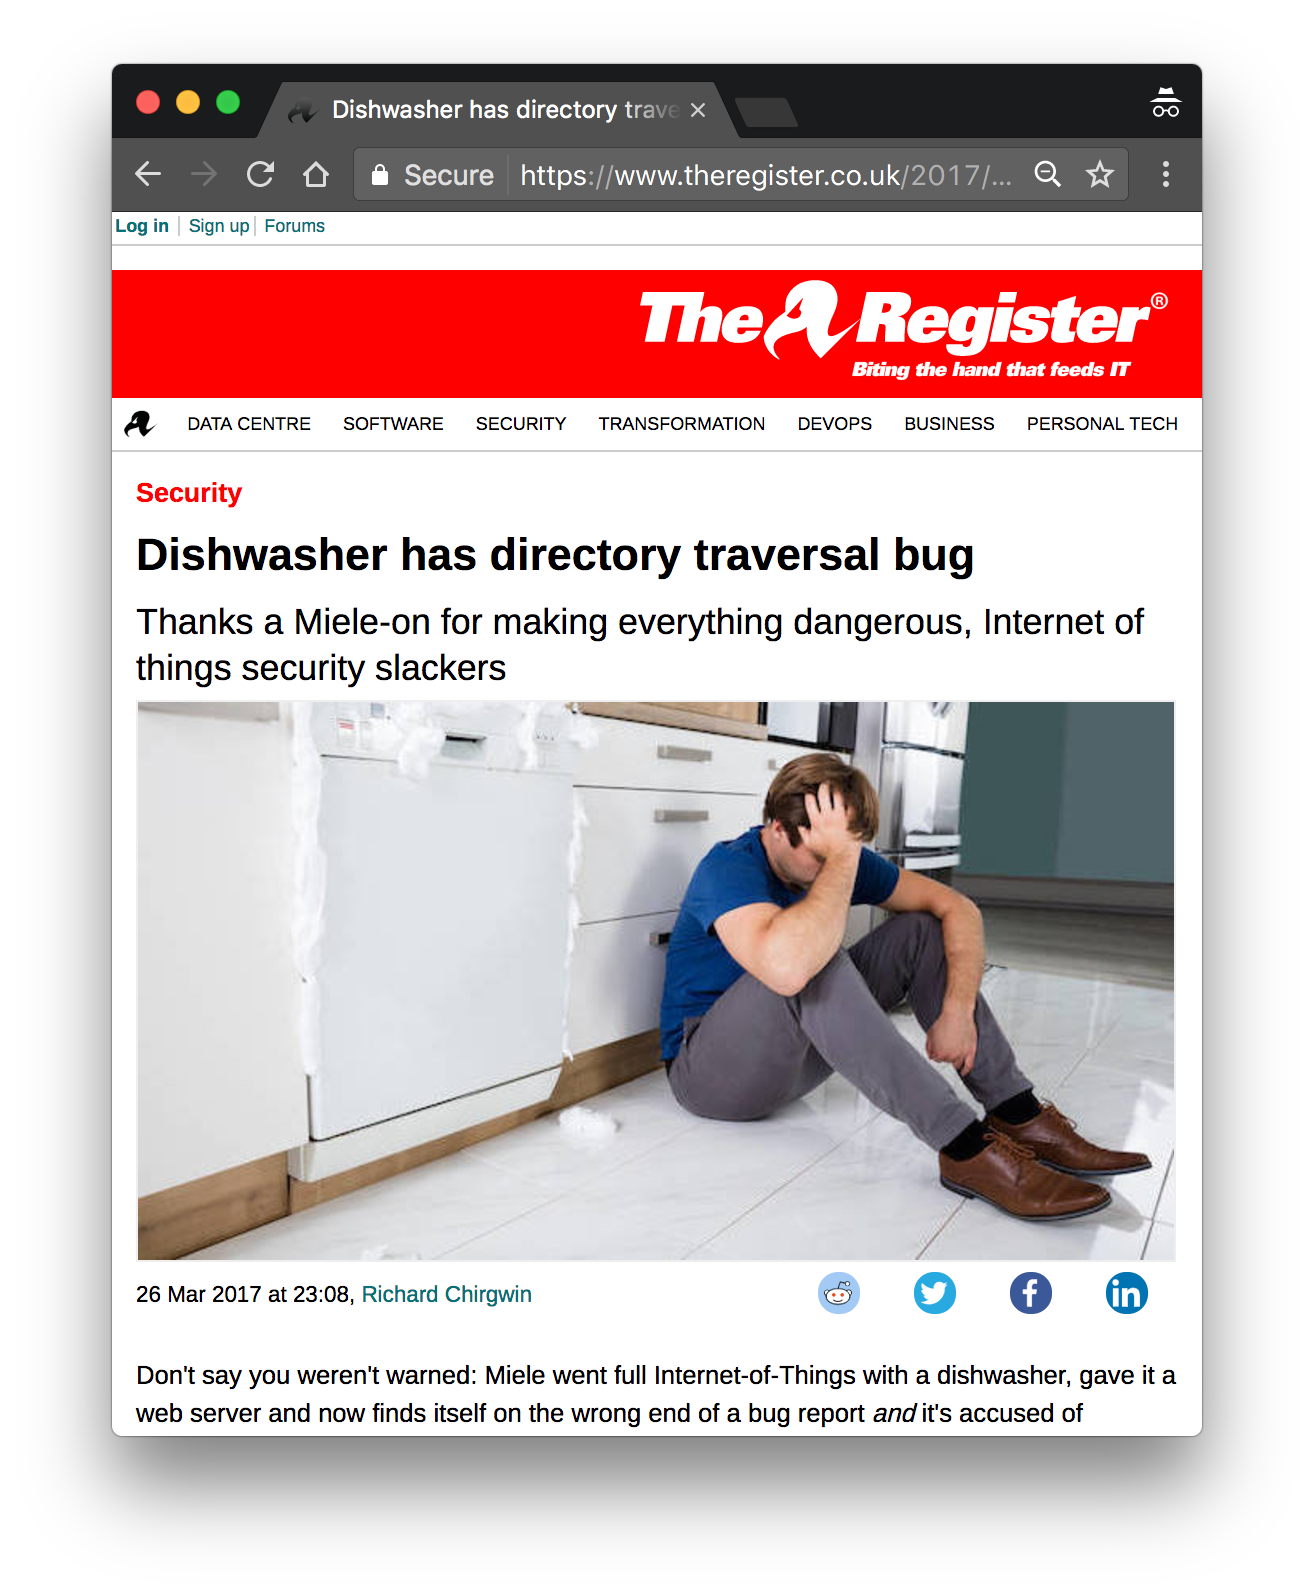 Dishwasher has directory trave
Secure https://www.theregister.co.uk/2017/...
Log in Sign up Forums
The Register®
Biting the hand that feeds IT
DATA CENTRE SOFTWARE SECURITY TRANSFORMATION DEVOPS BUSINESS PERSONAL TECH
Security
Dishwasher has directory traversal bug
Thanks a Miele-on for making everything dangerous, Internet of
things security slackers
26 Mar 2017 at 23:08, Richard Chirgwin
in
Don't say you weren't warned: Miele went full Internet-of-Things with a dishwasher, gave it a
web server and now finds itself on the wrong end of a bug report and it's accused of